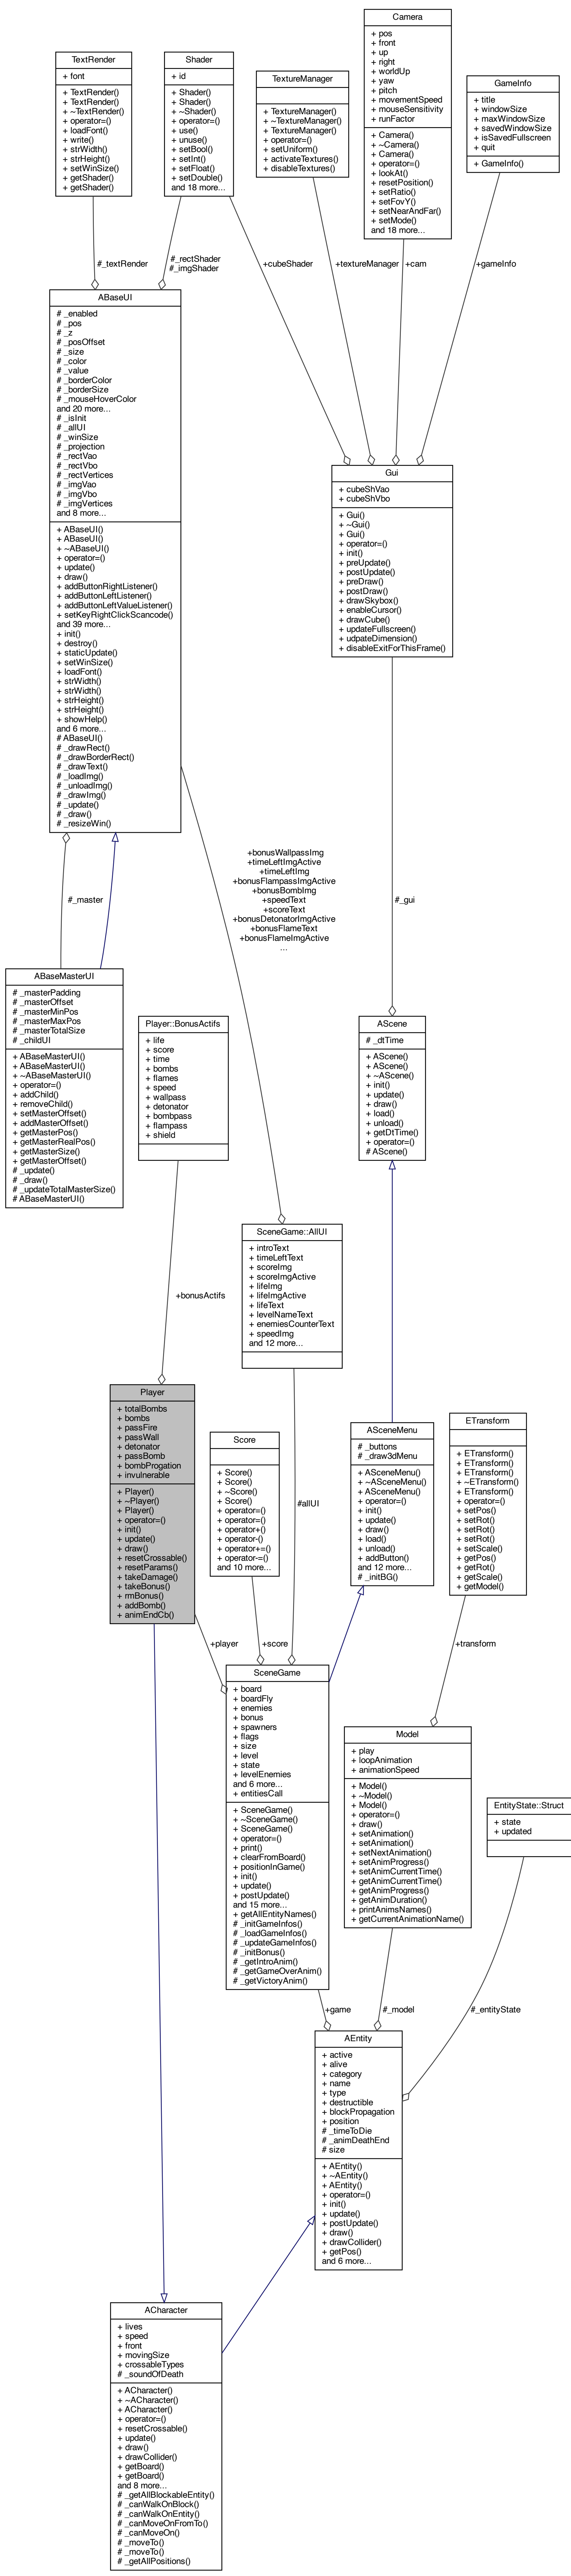 Camera
+ pos
+ front
+ up
+ right
+ worldUp
+ yaw
+ pitch
+ movementSpeed
+ mouseSensitivity
+ runFactor
+ Camera()
+ ~Camera()
+ Camera()
+ operator=()
+ lookAt()
+ resetPosition()
+ setRatio()
+ setFovY()
+ setNearAndFar()
+ setMode()
and 18 more...
TextRender
+ font
+ TextRender()
+ TextRender()
+ ~TextRender()
+ operator=()
+ loadFont()
+ write()
+ strWidth()
+ strHeight()
+ setWinSize()
+ getShader()
+ getShader()
Shader
+ id
+ Shader()
+ Shader()
+ ~Shader()
+ operator=()
+ use()
+ unuse()
+ setBool()
+ setInt()
+ setFloat()
+ setDouble()
and 18 more...
TextureManager
+ TextureManager()
+ ~TextureManager()
+ TextureManager()
+ operator=()
+ setUniform()
+ activateTextures()
+ disableTextures()
GameInfo
+ title
+ windowSize
+ maxWindowSize
+ savedWindowSize
+ isSavedFullscreen
+ quit
+ GameInfo()
#_textRender
#_rectShader
#_imgShader
+cubeShader
+textureManager
+cam
+gameInfo
ABaseUI
# _enabled
# _pos
# _z
# _posOffset
# _size
# _color
# _value
# _borderColor
# _borderSize
# _mouseHoverColor
and 20 more...
# _isInit
# _allUI
# _winSize
# _projection
# _rectVao
# _rectVbo
# _rectVertices
# _imgVao
# _imgVbo
# _imgVertices
and 8 more...
+ ABaseUI()
+ ABaseUI()
+ ~ABaseUI()
+ operator=()
+ update()
+ draw()
+ addButtonRightListener()
+ addButtonLeftListener()
+ addButtonLeftValueListener()
+ setKeyRightClickScancode()
and 39 more...
+ init()
+ destroy()
+ staticUpdate()
+ setWinSize()
+ loadFont()
+ strWidth()
+ strWidth()
+ strHeight()
+ strHeight()
+ showHelp()
and 6 more...
# ABaseUI()
# _drawRect()
# _drawBorderRect()
# _drawText()
# _loadImg()
# _unloadImg()
# _drawImg()
# _update()
# _draw()
# _resizeWin()
Gui
+ cubeShVao
+ cubeShVbo
+ Gui()
+ ~Gui()
+ Gui()
+ operator=()
+ init()
+ preUpdate()
+ postUpdate()
+ preDraw()
+ postDraw()
+ drawSkybox()
+ enableCursor()
+ drawCube()
+ updateFullscreen()
+ udpateDimension()
+ disableExitForThisFrame()
#_master
+bonusWallpassImg
+timeLeftImgActive
+timeLeftImg
+bonusFlampassImgActive
+bonusBombImg
+speedText
+scoreText
+bonusDetonatorImgActive
+bonusFlameText
+bonusFlameImgActive
...
#_gui
ABaseMasterUI
# _masterPadding
# _masterOffset
# _masterMinPos
# _masterMaxPos
# _masterTotalSize
# _childUI
+ ABaseMasterUI()
+ ABaseMasterUI()
+ ~ABaseMasterUI()
+ operator=()
+ addChild()
+ removeChild()
+ setMasterOffset()
+ addMasterOffset()
+ getMasterPos()
+ getMasterRealPos()
+ getMasterSize()
+ getMasterOffset()
# _update()
# _draw()
# _updateTotalMasterSize()
# ABaseMasterUI()
Player::BonusActifs
+ life
+ score
+ time
+ bombs
+ flames
+ speed
+ wallpass
+ detonator
+ bombpass
+ flampass
+ shield
AScene
# _dtTime
+ AScene()
+ AScene()
+ ~AScene()
+ init()
+ update()
+ draw()
+ load()
+ unload()
+ getDtTime()
+ operator=()
# AScene()
SceneGame::AllUI
+ introText
+ timeLeftText
+ scoreImg
+ scoreImgActive
+ lifeImg
+ lifeImgActive
+ lifeText
+ levelNameText
+ enemiesCounterText
+ speedImg
and 12 more...
+bonusActifs
Player
+ totalBombs
+ bombs
+ passFire
+ passWall
+ detonator
+ passBomb
+ bombProgation
+ invulnerable
+ Player()
+ ~Player()
+ Player()
+ operator=()
+ init()
+ update()
+ draw()
+ resetCrossable()
+ resetParams()
+ takeDamage()
+ takeBonus()
+ rmBonus()
+ addBomb()
+ animEndCb()
Score
+ Score()
+ Score()
+ ~Score()
+ Score()
+ operator=()
+ operator=()
+ operator+()
+ operator-()
+ operator+=()
+ operator-=()
and 10 more...
#allUI
ASceneMenu
# _buttons
# _draw3dMenu
+ ASceneMenu()
+ ~ASceneMenu()
+ ASceneMenu()
+ operator=()
+ init()
+ update()
+ draw()
+ load()
+ unload()
+ addButton()
and 12 more...
# _initBG()
ETransform
+ ETransform()
+ ETransform()
+ ETransform()
+ ~ETransform()
+ ETransform()
+ operator=()
+ setPos()
+ setRot()
+ setRot()
+ setRot()
+ setScale()
+ getPos()
+ getRot()
+ getScale()
+ getModel()
+player
+score
+transform
SceneGame
+ board
+ boardFly
+ enemies
+ bonus
+ spawners
+ flags
+ size
+ level
+ state
+ levelEnemies
and 6 more...
+ entitiesCall
+ SceneGame()
+ ~SceneGame()
+ SceneGame()
+ operator=()
+ print()
+ clearFromBoard()
+ positionInGame()
+ init()
+ update()
+ postUpdate()
and 15 more...
+ getAllEntityNames()
# _initGameInfos()
# _loadGameInfos()
# _updateGameInfos()
# _initBonus()
# _getIntroAnim()
# _getGameOverAnim()
# _getVictoryAnim()
Model
+ play
+ loopAnimation
+ animationSpeed
+ Model()
+ ~Model()
+ Model()
+ operator=()
+ draw()
+ setAnimation()
+ setAnimation()
+ setNextAnimation()
+ setAnimProgress()
+ setAnimCurrentTime()
+ getAnimCurrentTime()
+ getAnimProgress()
+ getAnimDuration()
+ printAnimsNames()
+ getCurrentAnimationName()
EntityState::Struct
+ state
+ updated
+game
#_model
#_entityState
AEntity
+ active
+ alive
+ category
+ name
+ type
+ destructible
+ blockPropagation
+ position
# _timeToDie
# _animDeathEnd
# size
+ AEntity()
+ ~AEntity()
+ AEntity()
+ operator=()
+ init()
+ update()
+ postUpdate()
+ draw()
+ drawCollider()
+ getPos()
and 6 more...
ACharacter
+ lives
+ speed
+ front
+ movingSize
+ crossableTypes
# _soundOfDeath
+ ACharacter()
+ ~ACharacter()
+ ACharacter()
+ operator=()
+ resetCrossable()
+ update()
+ draw()
+ drawCollider()
+ getBoard()
+ getBoard()
and 8 more...
# _getAllBlockableEntity()
# _canWalkOnBlock()
# _canWalkOnEntity()
# _canMoveOnFromTo()
# _canMoveOn()
# _moveTo()
# _moveTo()
# _getAllPositions()